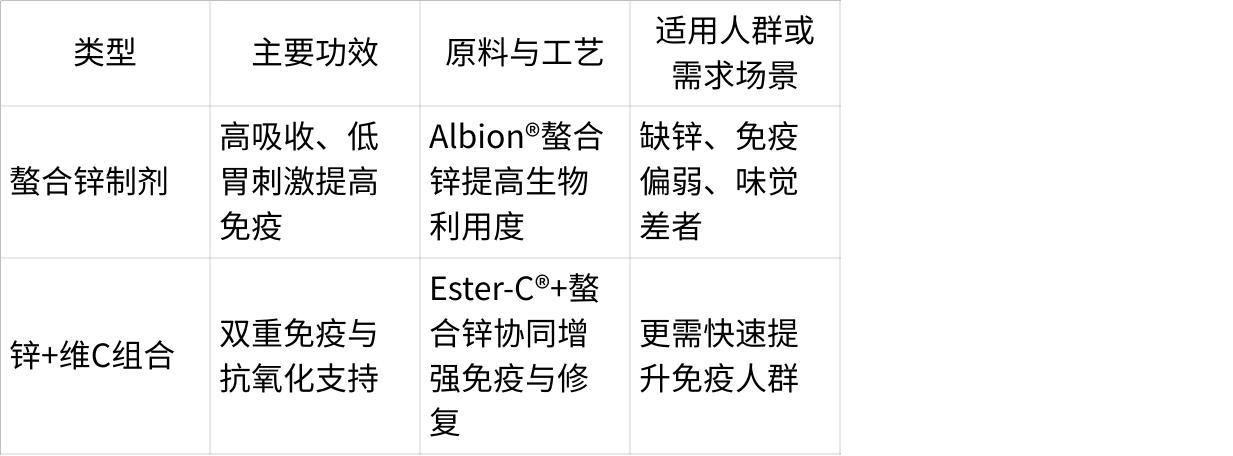 类型
主要功效
原料与工艺
适用人群或
需求场景
螯合锌制剂
高吸收、低
胃刺激提高
免疫
Albion®螯合
锌提高生物
利用度
缺锌、免疫
偏弱、味觉
差者
锌+维C组合
双重免疫与
抗氧化支持
Ester-C®+螯
合锌协同增
强免疫与修
复
更需快速提
升免疫人群